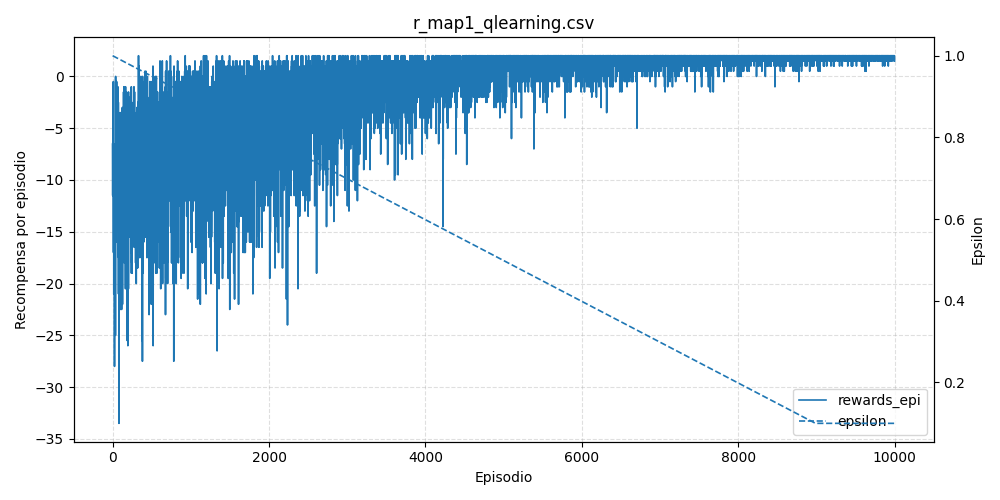 r_map1_qlearning.csv
Recompensa por episodio
0
−5
−10
−15
−20
−25
−30
−35
1.0
0.8
0.6
0.4
0.2
Epsilon
rewards_epi
epsilon
0 2000 4000 6000 8000 10000
Episodio